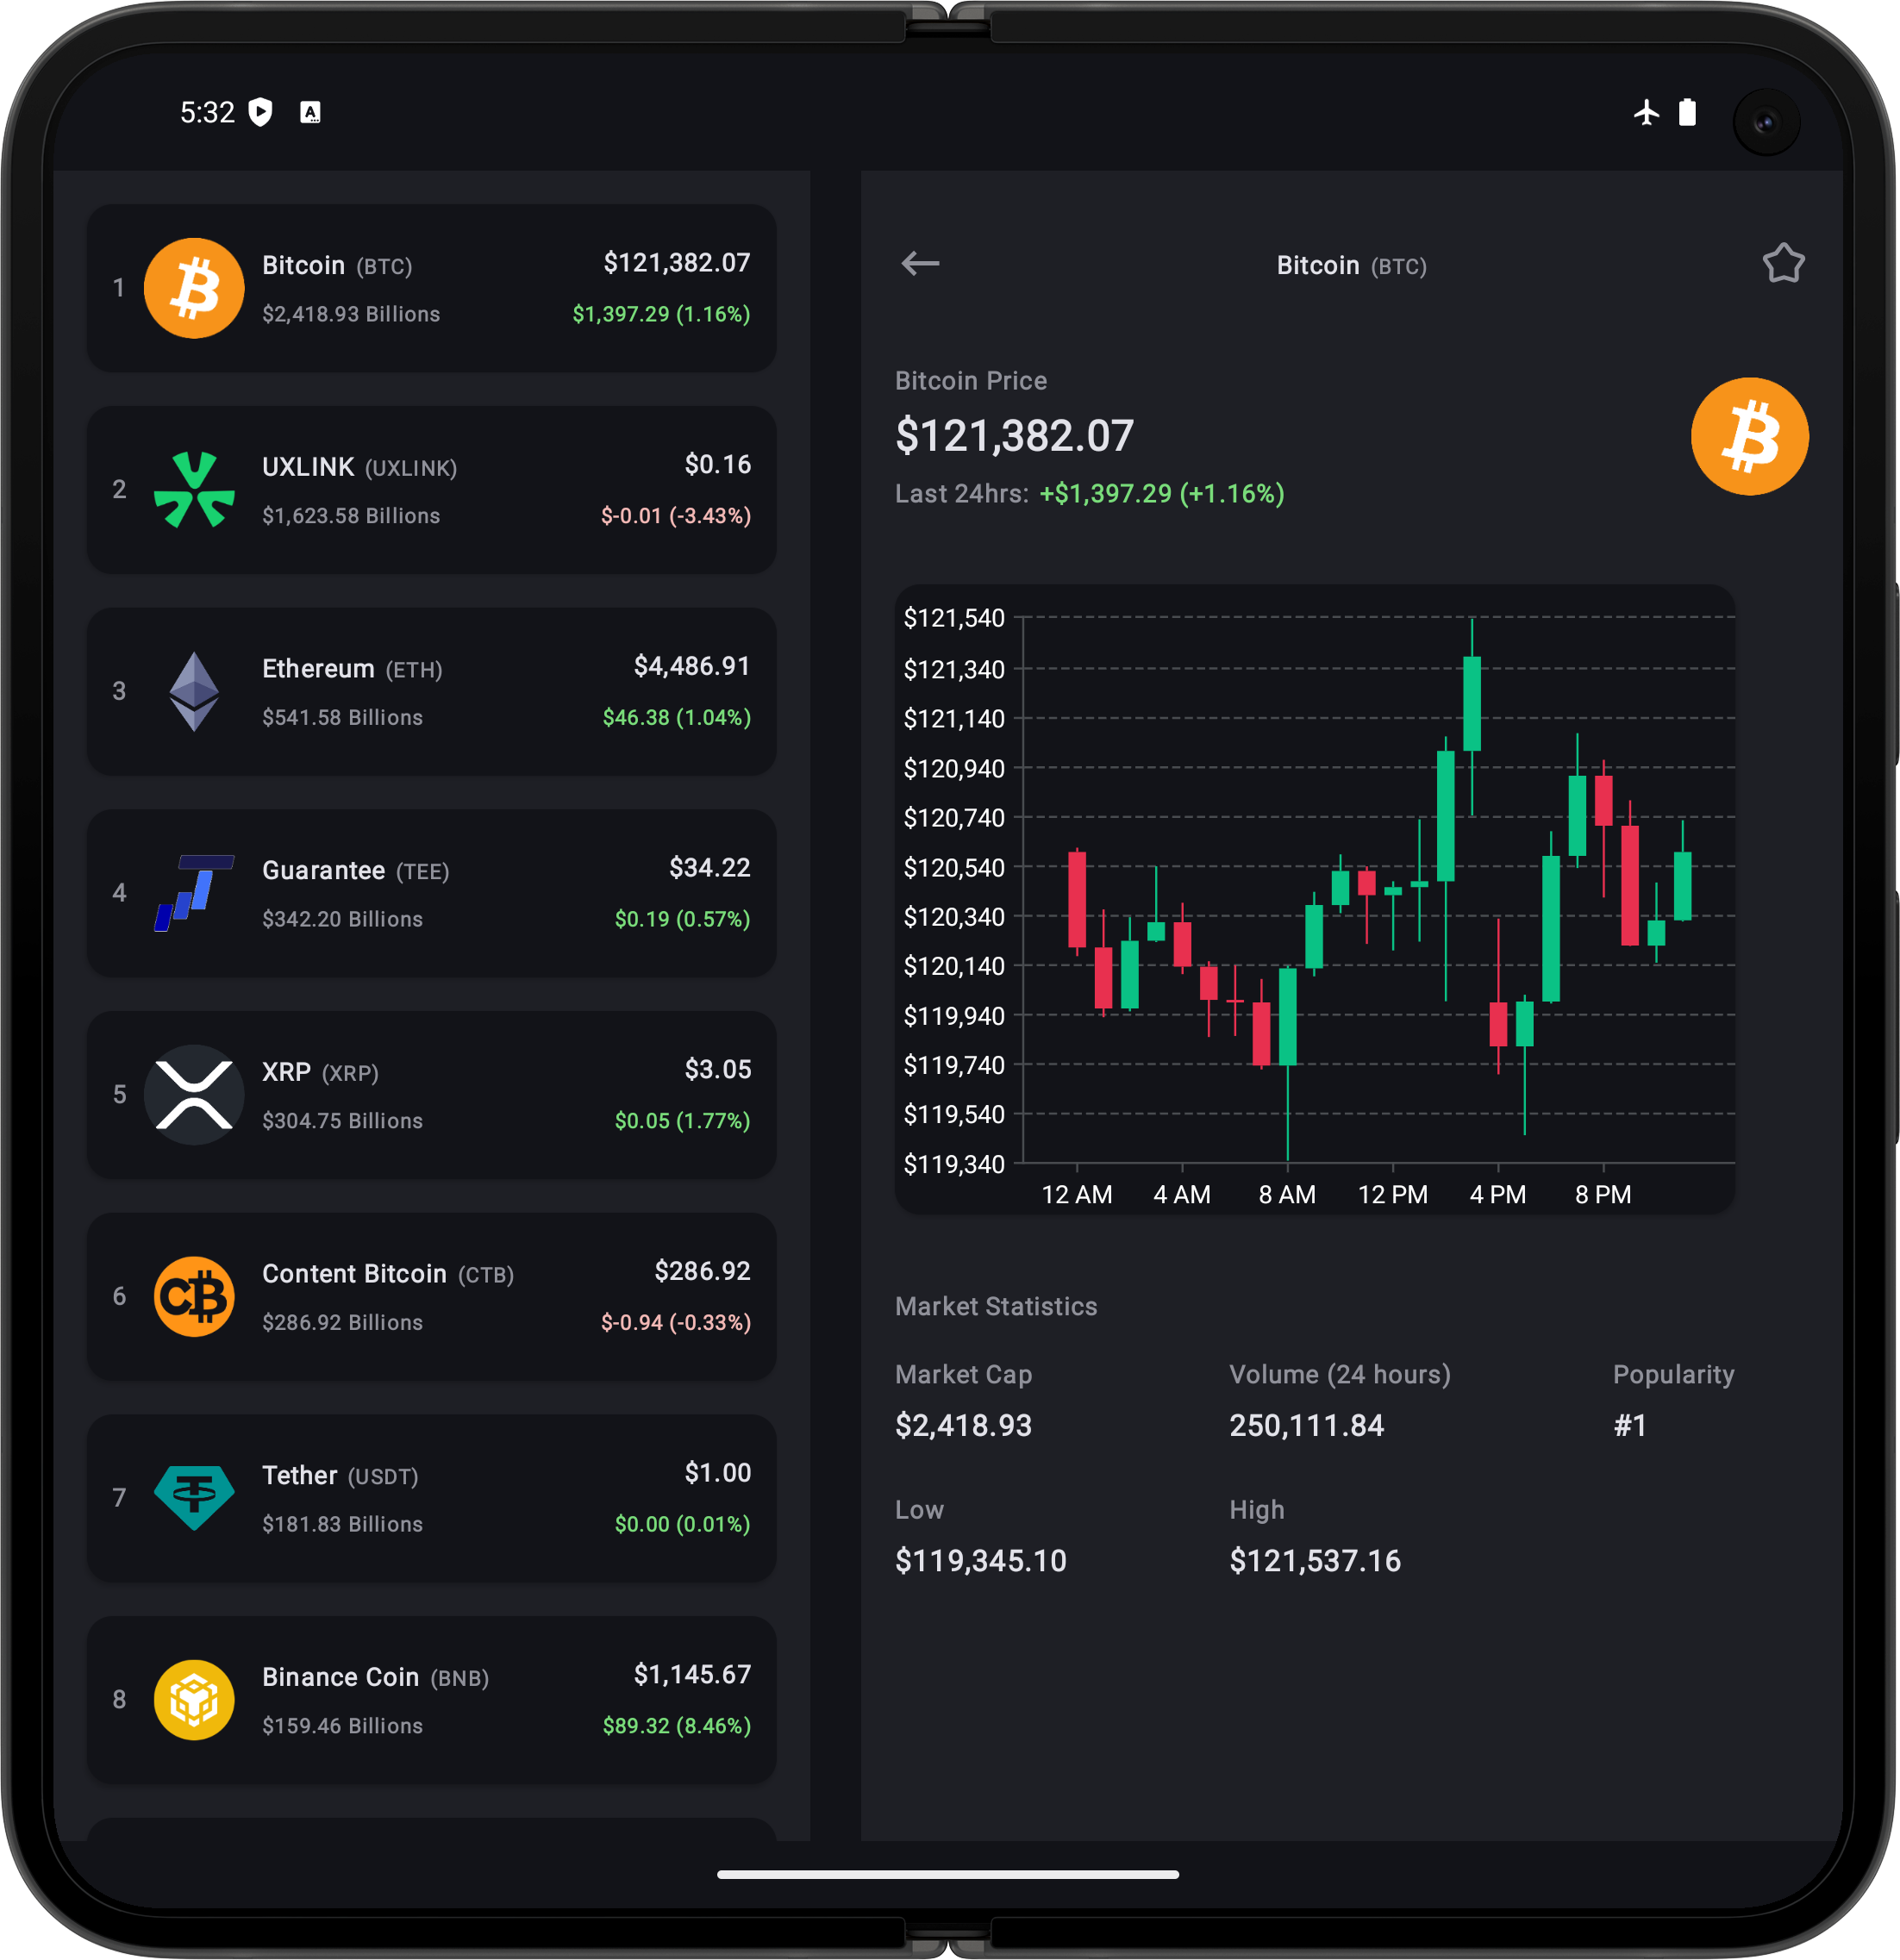 5:32
1
Bitcoin (BTC)
$121,382.07
$2,418.93 Billions
$1,397.29 (1.16%)
2
UXLINK (UXLINK)
$0.16
$1,623.58 Billions
$-0.01 (-3.43%)
3
Ethereum (ETH)
$4,486.91
$541.58 Billions
$46.38 (1.04%)
4
Guarantee (TEE)
$34.22
$342.20 Billions
$0.19 (0.57%)
5
XRP (XRP)
$3.05
$304.75 Billions
$0.05 (1.77%)
6
Content Bitcoin (CTB)
$286.92
$286.92 Billions
$-0.94 (-0.33%)
7
Tether (USDT)
$1.00
$181.83 Billions
$0.00 (0.01%)
8
Binance Coin (BNB)
$1,145.67
$159.46 Billions
$89.32 (8.46%)
Bitcoin (BTC)
Bitcoin Price
$121,382.07
Last 24hrs: +$1,397.29 (+1.16%)
$121,540
$121,340
$121,140
$120,940
$120,740
$120,540
$120,340
$120,140
$119,940
$119,740
$119,540
$119,340
12 AM 4 AM 8 AM 12 PM 4 PM 8 PM
Market Statistics
Market Cap
$2,418.93
Volume (24 hours)
250,111.84
Popularity
#1
Low
$119,345.10
High
$121,537.16